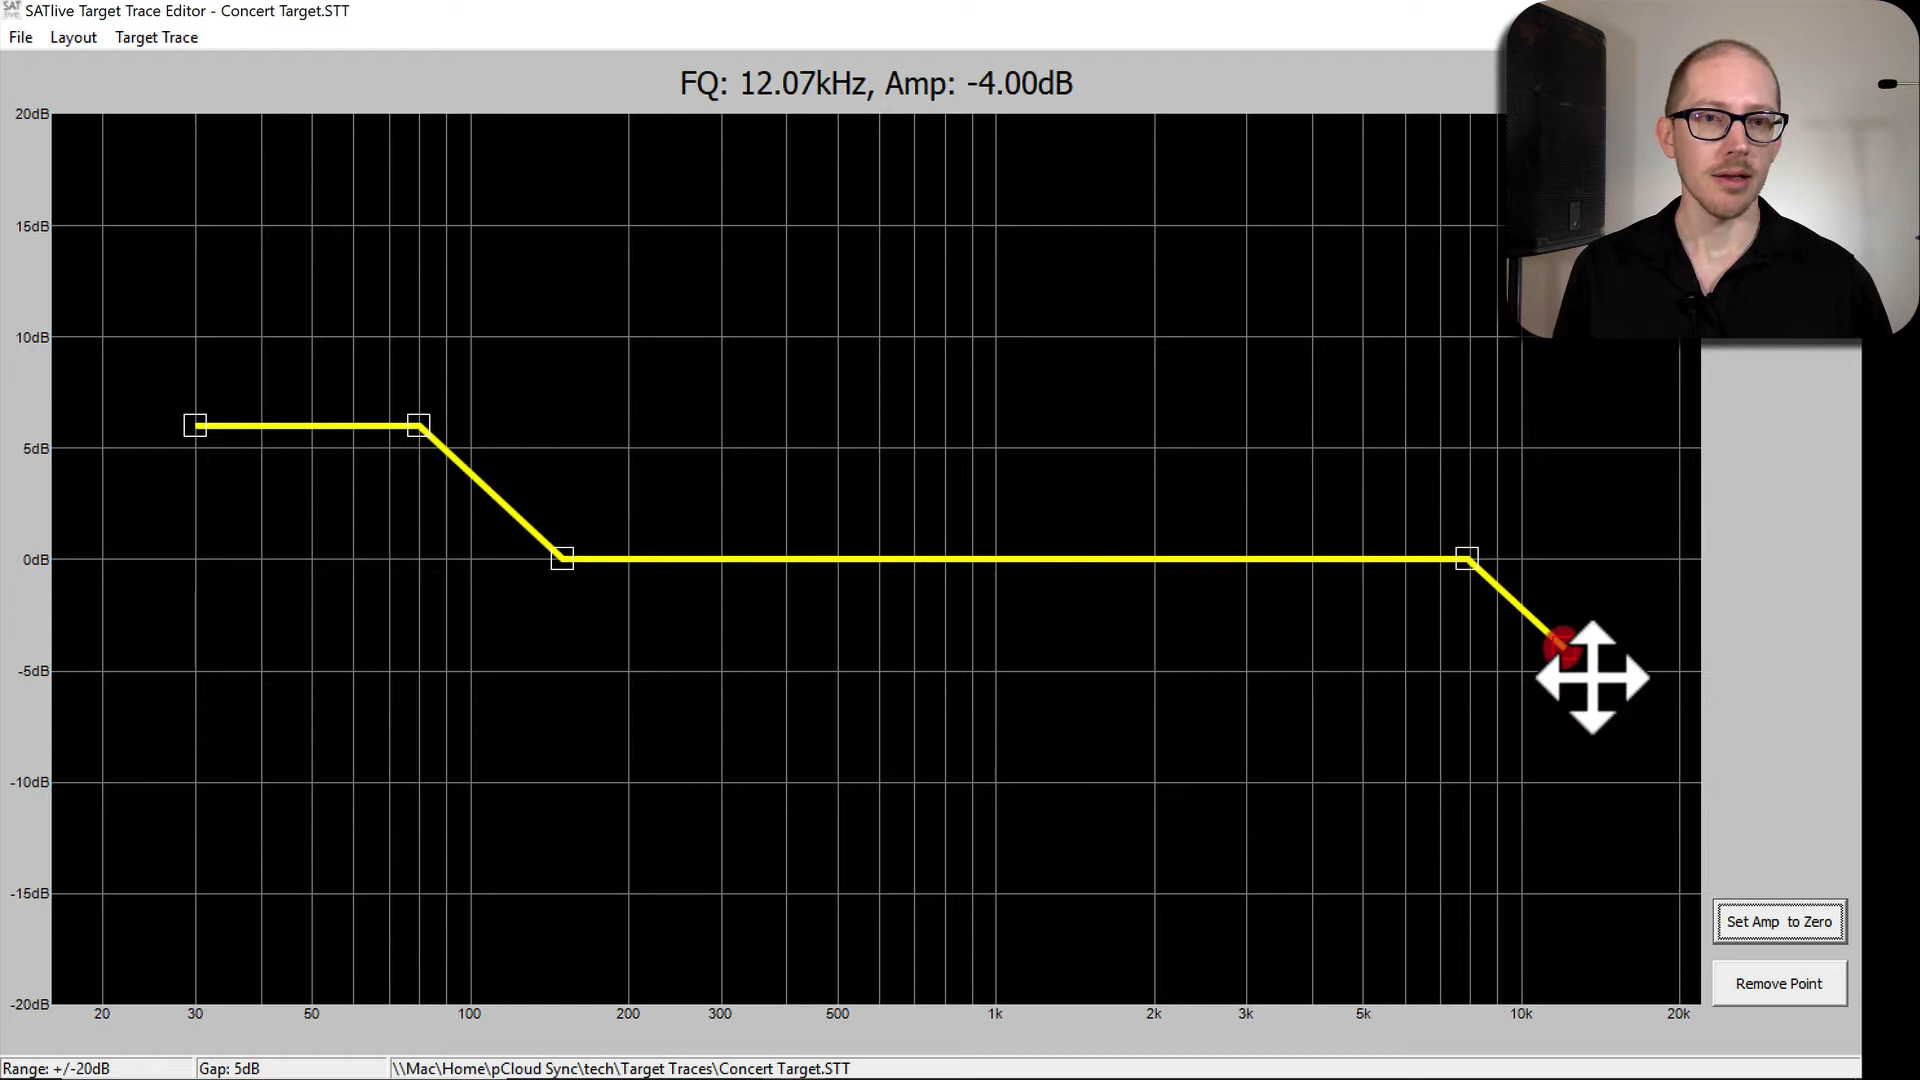 SATlive Target Trace Editor - Concert Target.STT
File Layout Target Trace
FQ: 12.07kHz, Amp: -4.00dB
20dB
15dB
10dB
5dB
0dB
-5dB
-10dB
-15dB
-20dB
20 30 50 100 200 300 500 1k 2k 3k 5k 10k 20k
Set Amp to Zero
Remove Point
Range: +/-20dB Gap: 5dB \\Mac\Home\pCloud Sync\tech\Target Traces\Concert Target.STT